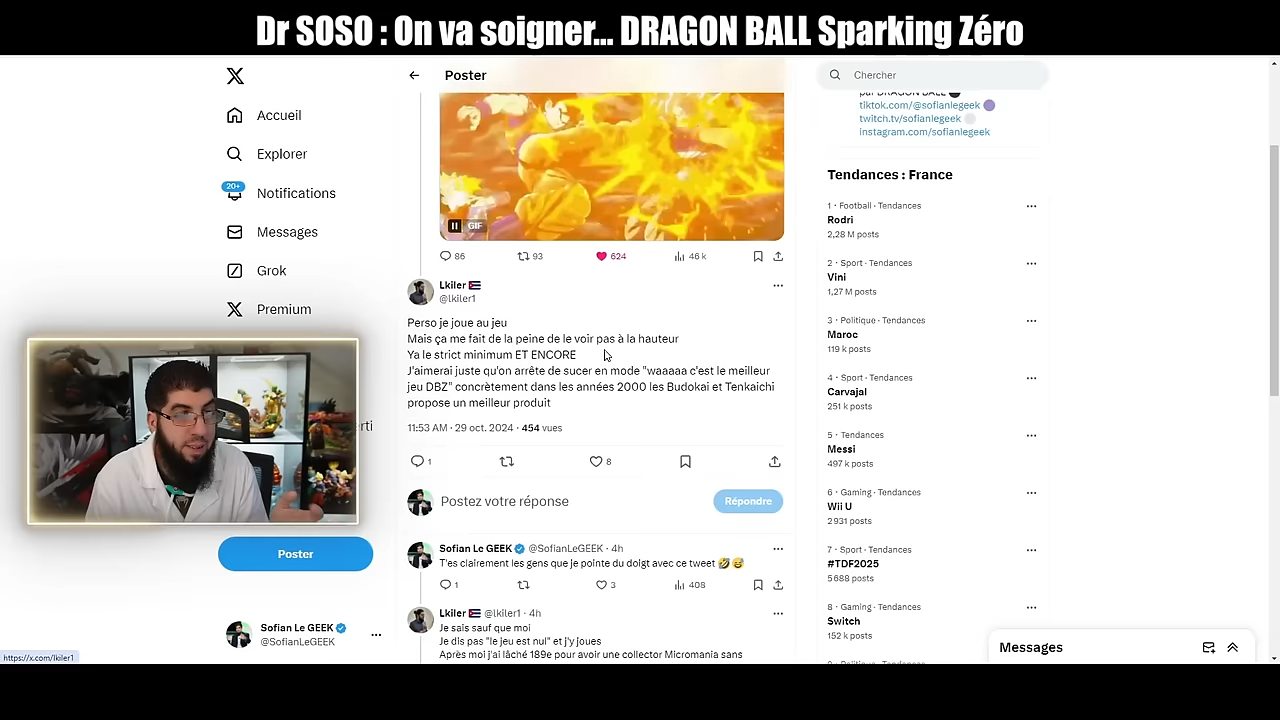 Dr SOSO : On va soigner... DRAGON BALL Sparking Zéro
Poster
Chercher
par DRAGON BALL
tiktok.com/@sofianlegeek
twitch.tv/sofianlegeek
instagram.com/sofianlegeek
Accueil
Explorer
20+
Notifications
Messages
Grok
Premium
Poster
Sofian Le GEEK
@SofianLeGEEK
https://x.com/lkiler1
GIF
86
93
624
46 k
Lkiler
@lkiler1
Perso je joue au jeu
Mais ça me fait de la peine de le voir pas à la hauteur
Ya le strict minimum ET ENCORE
J'aimerai juste qu'on arrête de sucer en mode "waaaaa c'est le meilleur
jeu DBZ" concrètement dans les années 2000 les Budokai et Tenkaichi
propose un meilleur produit
11:53 AM · 29 oct. 2024 · 454 vues
1
8
Postez votre réponse
Répondre
Sofian Le GEEK @SofianLeGEEK · 4h
T'es clairement les gens que je pointe du doigt avec ce tweet 🤣😅
1
3
408
Lkiler @lkiler1 · 4h
Je sais sauf que moi
Je dis pas "le jeu est nul" et j'y joues
Après moi j'ai lâché 189e pour avoir une collector Micromania sans
Tendances : France
1 · Football · Tendances
Rodri
2,28 M posts
2 · Sport · Tendances
Vini
1,27 M posts
3 · Politique · Tendances
Maroc
119 k posts
4 · Sport · Tendances
Carvajal
251 k posts
5 · Tendances
Messi
497 k posts
6 · Gaming · Tendances
Wii U
2 931 posts
7 · Sport · Tendances
#TDF2025
5 688 posts
8 · Gaming · Tendances
Switch
152 k posts
Messages